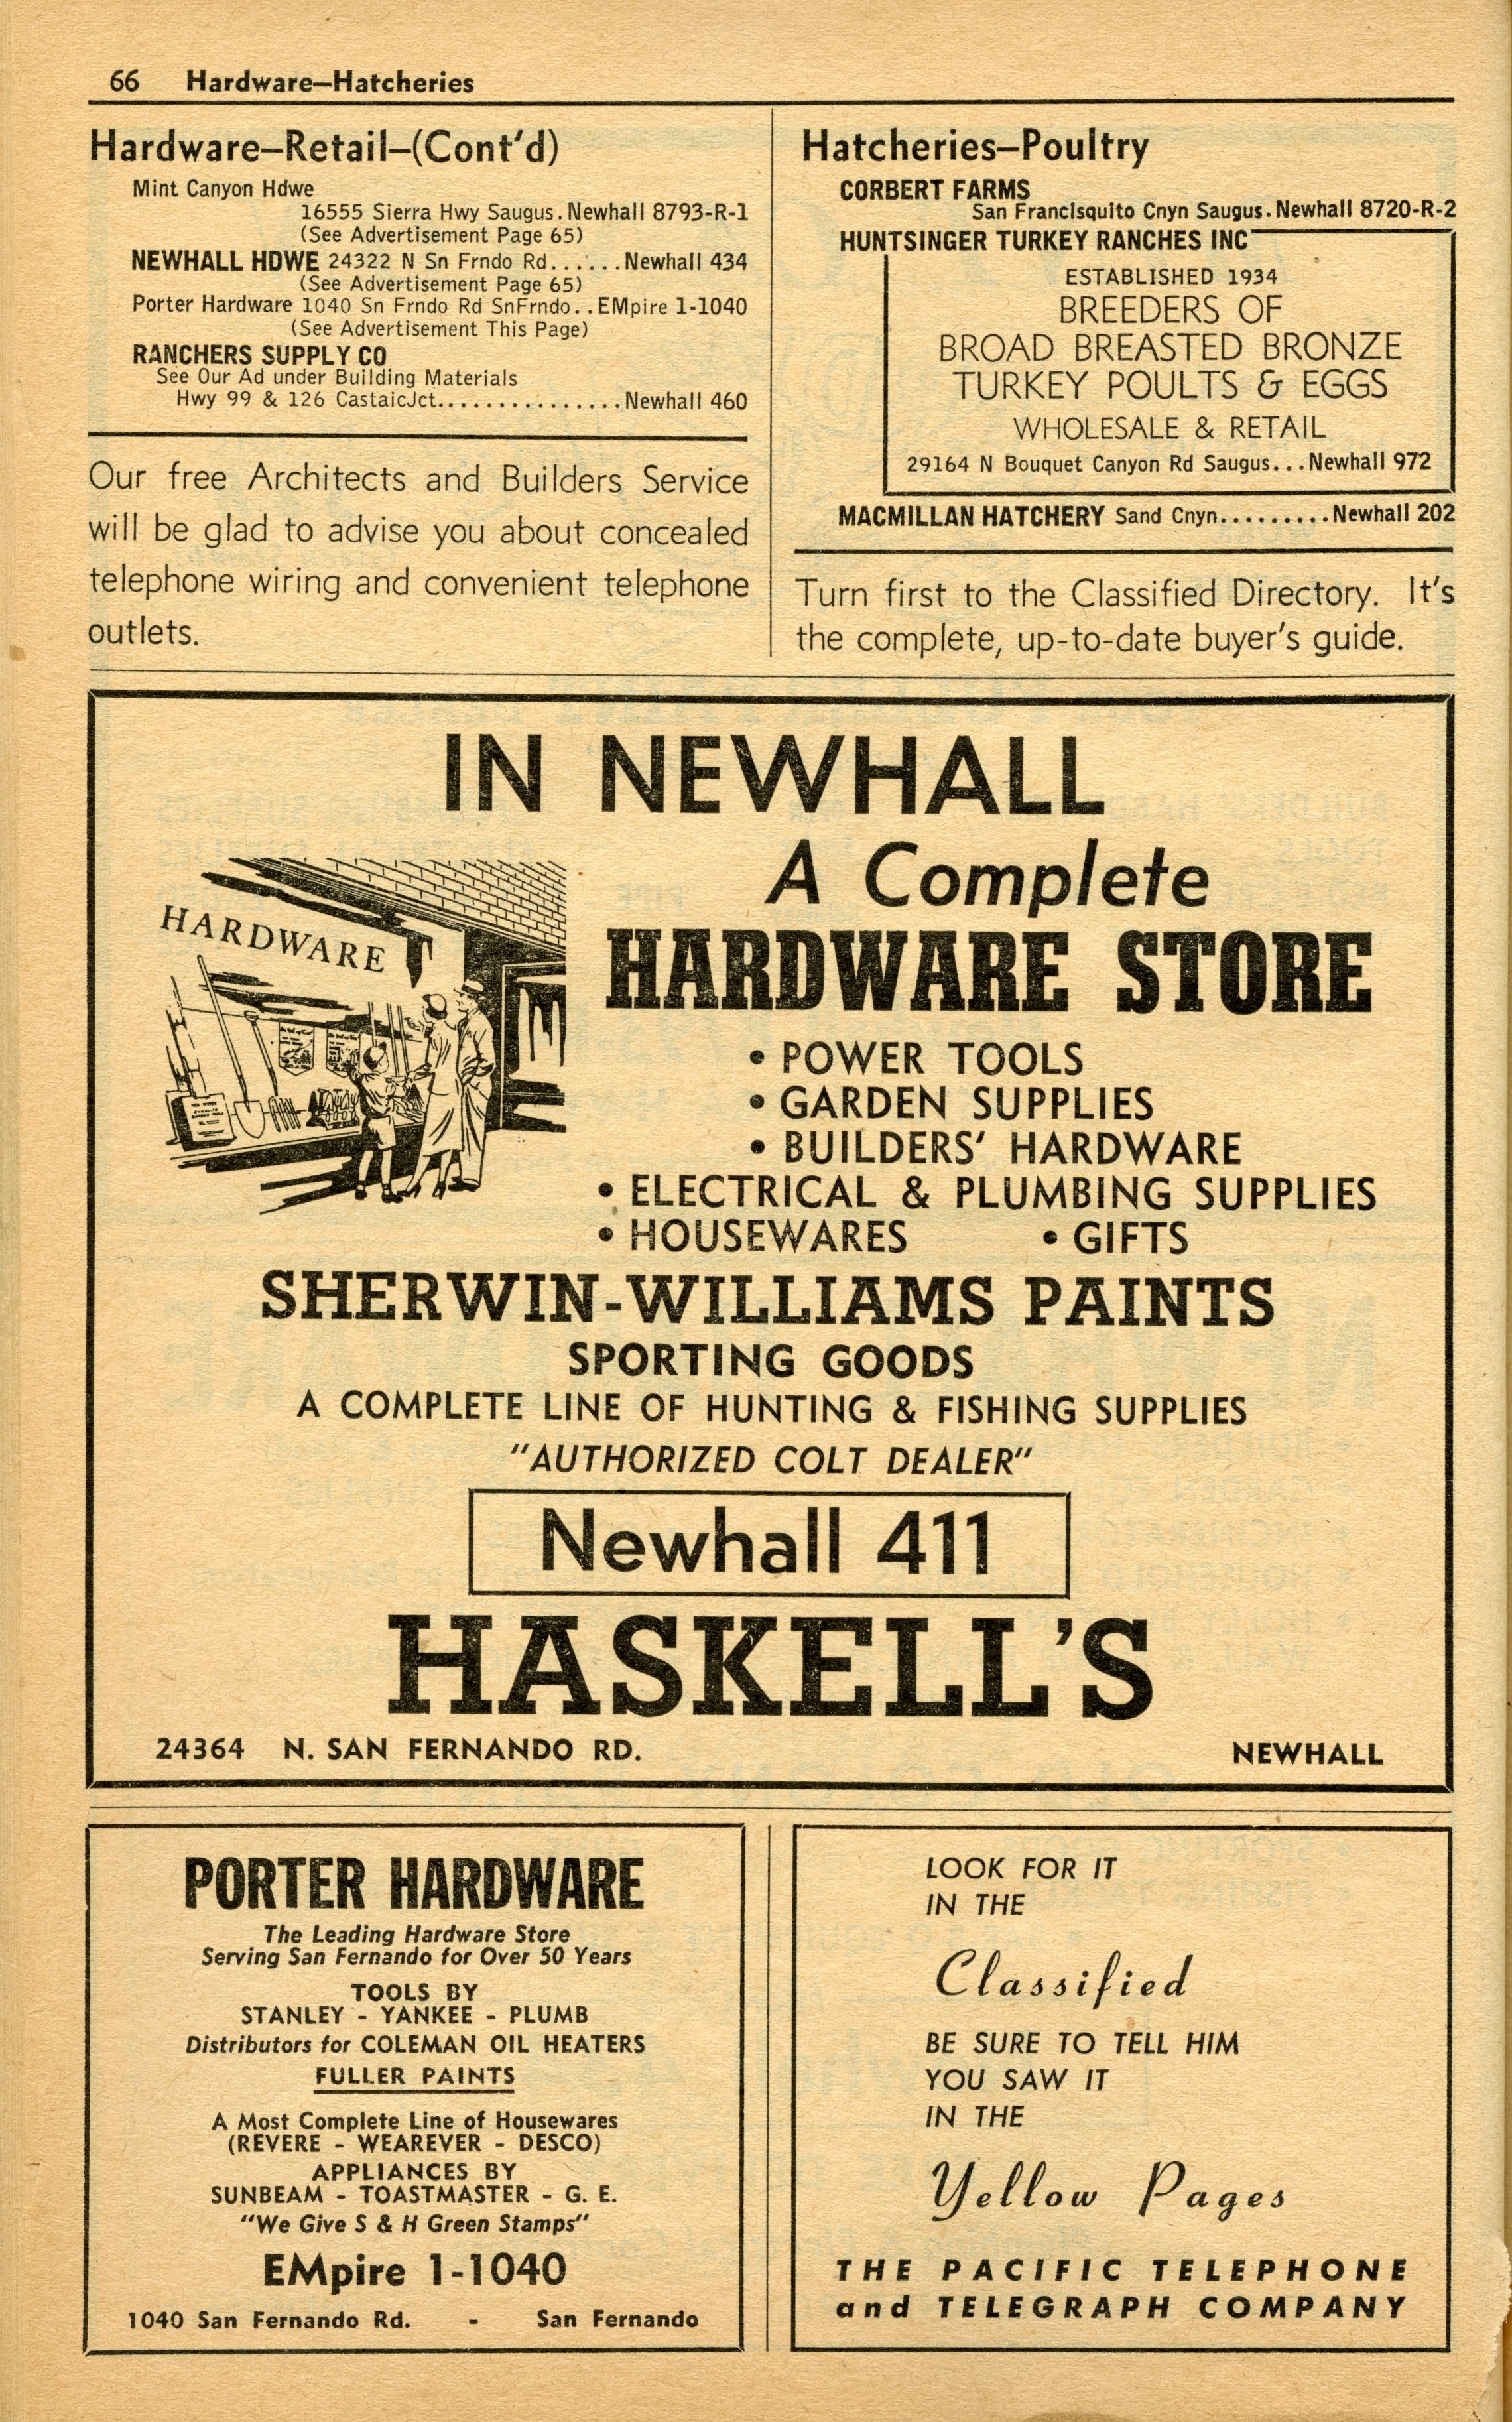 66 Hardware—Hatcheries
Hardware—Retail—(Cont'd)
Mint Canyon Hdwe
16555 Sierra Hwy Saugus. Newhall 8793-R-1
(See Advertisement Page 65)
NEWHALL HDWE 24322 N Sn Frndo Rd......Newhall 434
(See Advertisement Page 65)
Porter Hardware 1040 Sn Frndo Rd SnFrndo..EMpire 1-1040
(See Advertisement This Page)
RANCHERS SUPPLY CO
See Our Ad under Building Materials
Hwy 99 & 126 CastaicJct...............Newhall 460
Our free Architects and Builders Service
will be glad to advise you about concealed
telephone wiring and convenient telephone
outlets.
Hatcheries—Poultry
CORBERT FARMS
San Francisquito Cnyn Saugus. Newhall 8720-R-2
HUNTSINGER TURKEY RANCHES INC
ESTABLISHED 1934
BREEDERS OF
BROAD BREASTED BRONZE
TURKEY POULTS & EGGS
WHOLESALE & RETAIL
29164 N Bouquet Canyon Rd Saugus...Newhall 972
MACMILLAN HATCHERY Sand Cnyn.........Newhall 202
Turn first to the Classified Directory. It's
the complete, up-to-date buyer's guide.
IN NEWHALL
A Complete
HARDWARE STORE
HARDWARE
• POWER TOOLS
• GARDEN SUPPLIES
• BUILDERS' HARDWARE
• ELECTRICAL & PLUMBING SUPPLIES
• HOUSEWARES • GIFTS
SHERWIN-WILLIAMS PAINTS
SPORTING GOODS
A COMPLETE LINE OF HUNTING & FISHING SUPPLIES
"AUTHORIZED COLT DEALER"
Newhall 411
HASKELL'S
24364 N. SAN FERNANDO RD. NEWHALL
PORTER HARDWARE
The Leading Hardware Store
Serving San Fernando for Over 50 Years
TOOLS BY
STANLEY - YANKEE - PLUMB
Distributors for COLEMAN OIL HEATERS
FULLER PAINTS
A Most Complete Line of Housewares
(REVERE - WEAREVER - DESCO)
APPLIANCES BY
SUNBEAM - TOASTMASTER - G. E.
"We Give S & H Green Stamps"
EMpire 1-1040
1040 San Fernando Rd. - San Fernando
LOOK FOR IT
IN THE
Classified
BE SURE TO TELL HIM
YOU SAW IT
IN THE
Yellow Pages
THE PACIFIC TELEPHONE
and TELEGRAPH COMPANY